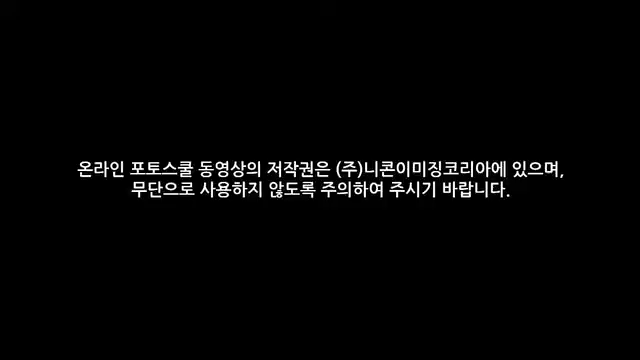 온라인 포토스쿨 동영상의 저작권은 (주)니콘이미징코리아에 있으며,
무단으로 사용하지 않도록 주의하여 주시기 바랍니다.